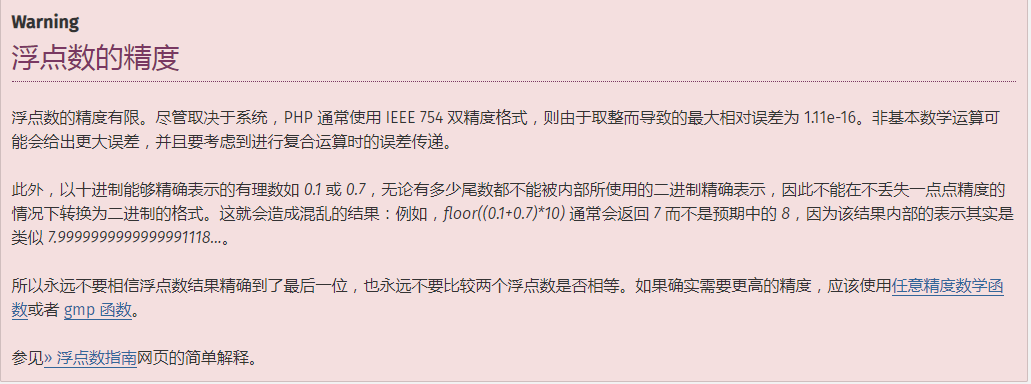 Warning
浮点数的精度
浮点数的精度有限。尽管取决于系统，PHP 通常使用 IEEE 754 双精度格式，则由于取整而导致的最大相对误差为 1.11e-16。非基本数学运算可
能会给出更大误差，并且要考虑到进行复合运算时的误差传递。
此外，以十进制能够精确表示的有理数如 0.1 或 0.7，无论有多少尾数都不能被内部所使用的二进制精确表示，因此不能在不丢失一点点精度的
情况下转换为二进制的格式。这就会造成混乱的结果：例如，floor((0.1+0.7)*10) 通常会返回 7 而不是预期中的 8，因为该结果内部的表示其实是
类似 7.9999999999999991118...。
所以永远不要相信浮点数结果精确到了最后一位，也永远不要比较两个浮点数是否相等。如果确实需要更高的精度，应该使用任意精度数学函
数或者 gmp 函数。
参见» 浮点数指南网页的简单解释。